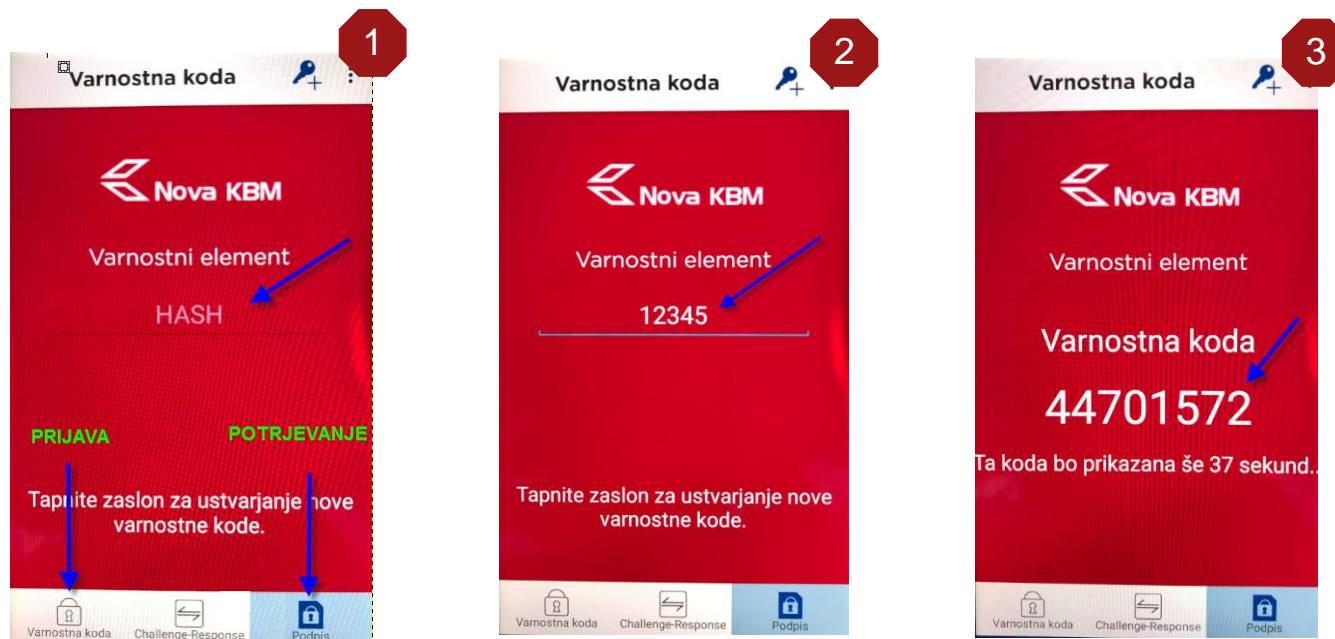 1
Varnostna koda
Nova KBM
Varnostni element
HASH
PRIJAVA
POTRJEVANJE
Tapnite zaslon za ustvarjanje nove
varnostne kode.
Varnostna koda
Challenge-Response
Podpis
2
Varnostna koda
Nova KBM
Varnostni element
12345
Tapnite zaslon za ustvarjanje nove
varnostne kode.
Varnostna koda
Challenge-Response
Podpis
3
Varnostna koda
Nova KBM
Varnostni element
Varnostna koda
44701572
Ta koda bo prikazana še 37 sekund..
Varnostna koda
Challenge-Response
Podpis